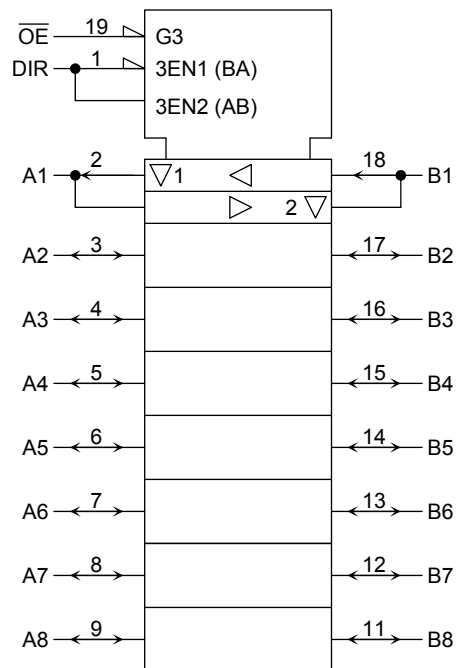 O̅E̅ 19 G3
DIR 1 3EN1 (BA)
3EN2 (AB)
A1 2 1 18 B1
2
A2 3 17 B2
A3 4 16 B3
A4 5 15 B4
A5 6 14 B5
A6 7 13 B6
A7 8 12 B7
A8 9 11 B8